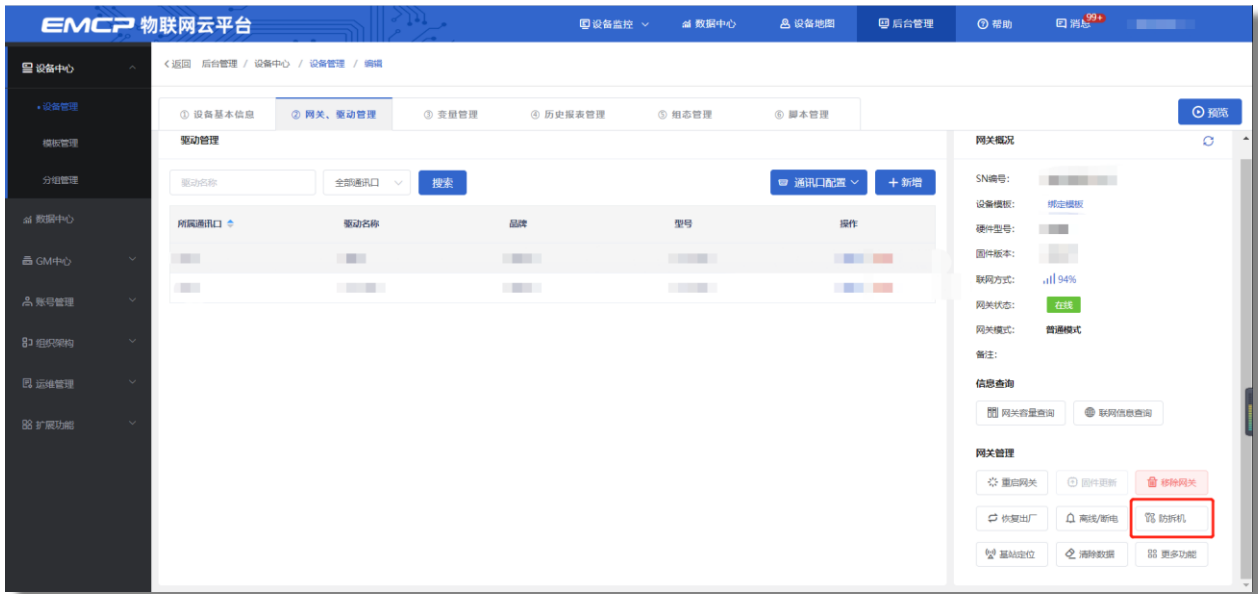 EMCP 物联网云平台
设备监控
数据中心
设备地图
后台管理
帮助
消息
99+
设备中心
设备管理
模板管理
分组管理
数据中心
GM中心
账号管理
组织架构
运维管理
扩展功能
<返回 后台管理 / 设备中心 / 设备管理 / 编辑
① 设备基本信息
② 网关、驱动管理
③ 变量管理
④ 历史报表管理
⑤ 组态管理
⑥ 脚本管理
预览
驱动管理
驱动名称
全部通讯口
搜索
通讯口配置
+新增
所属通讯口
驱动名称
品牌
型号
操作
网关概况
SN编号:
设备模板: 绑定模板
硬件型号:
固件版本:
联网方式: 94%
网关状态: 在线
网关模式: 普通模式
备注:
信息查询
网关容量查询
联网信息查询
网关管理
重启网关
固件更新
移除网关
恢复出厂
离线/断电
防拆机
基站定位
清除数据
更多功能